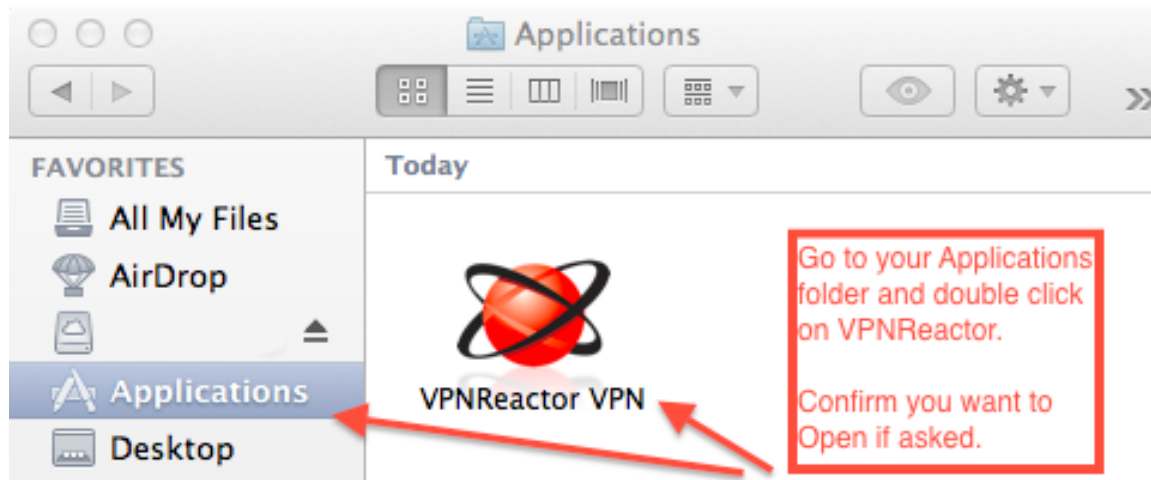 Applications
FAVORITES
Today
All My Files
AirDrop
Applications
Desktop
VPNReactor VPN
Go to your Applications
folder and double click
on VPNReactor.
Confirm you want to
Open if asked.